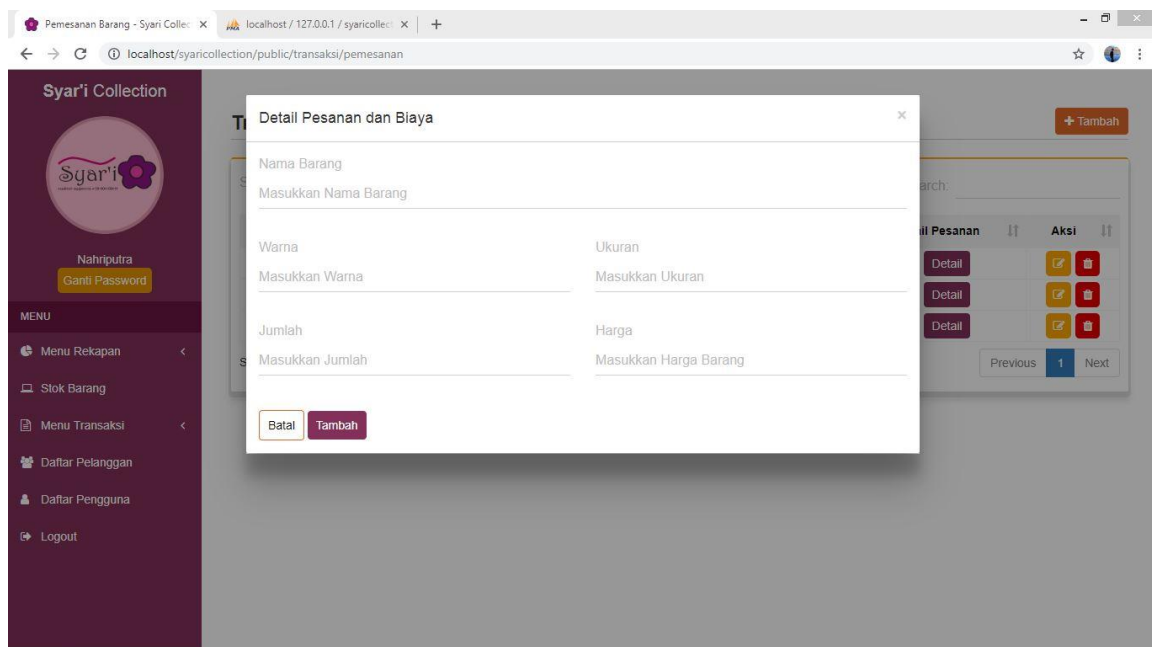 Pemesanan Barang - Syari Collec
localhost / 127.0.0.1 / syaricollect
localhost/syaricollection/public/transaksi/pemesanan
Syar'i Collection
Syar'i
Nahriputra
Ganti Password
MENU
Menu Rekapan
Stok Barang
Menu Transaksi
Daftar Pelanggan
Daftar Pengguna
Logout
Detail Pesanan dan Biaya
Nama Barang
Masukkan Nama Barang
Warna Ukuran
Masukkan Warna Masukkan Ukuran
Jumlah Harga
Masukkan Jumlah Masukkan Harga Barang
Batal Tambah
Tambah
arch:
il Pesanan Aksi
Detail
Detail
Detail
Previous 1 Next